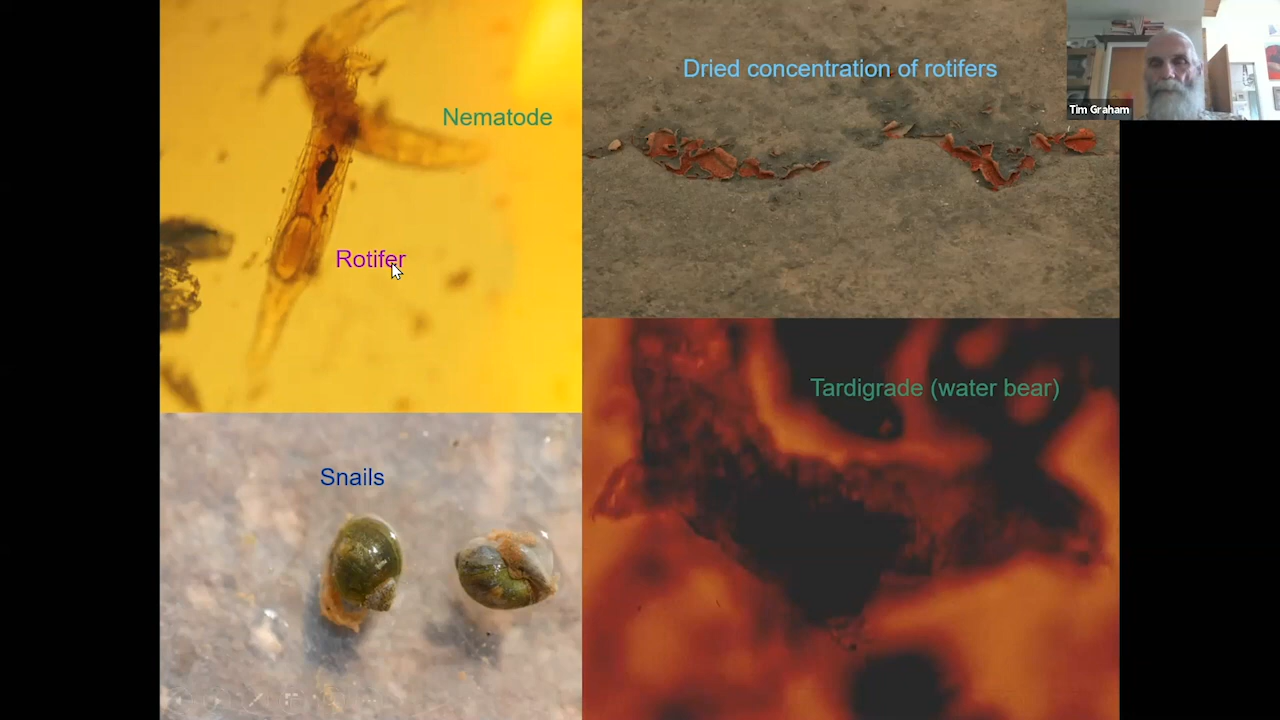 Nematode
Rotifer
Dried concentration of rotifers
Tim Graham
Snails
Tardigrade (water bear)